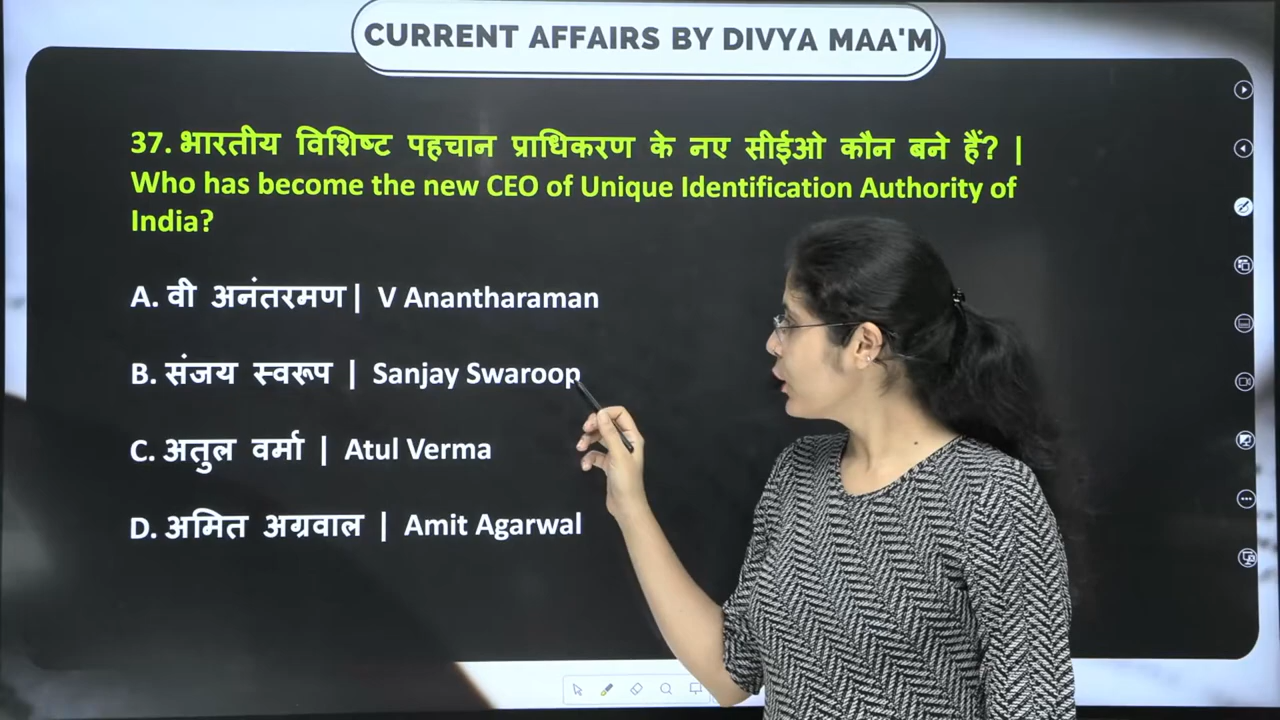 CURRENT AFFAIRS BY DIVYA MAA'M
37. भारतीय विशिष्ट पहचान प्राधिकरण के नए सीईओ कौन बने हैं? |
Who has become the new CEO of Unique Identification Authority of
India?
A. वी अनंतरमण | V Anantharaman
B. संजय स्वरूप | Sanjay Swaroop
C. अतुल वर्मा | Atul Verma
D. अमित अग्रवाल | Amit Agarwal